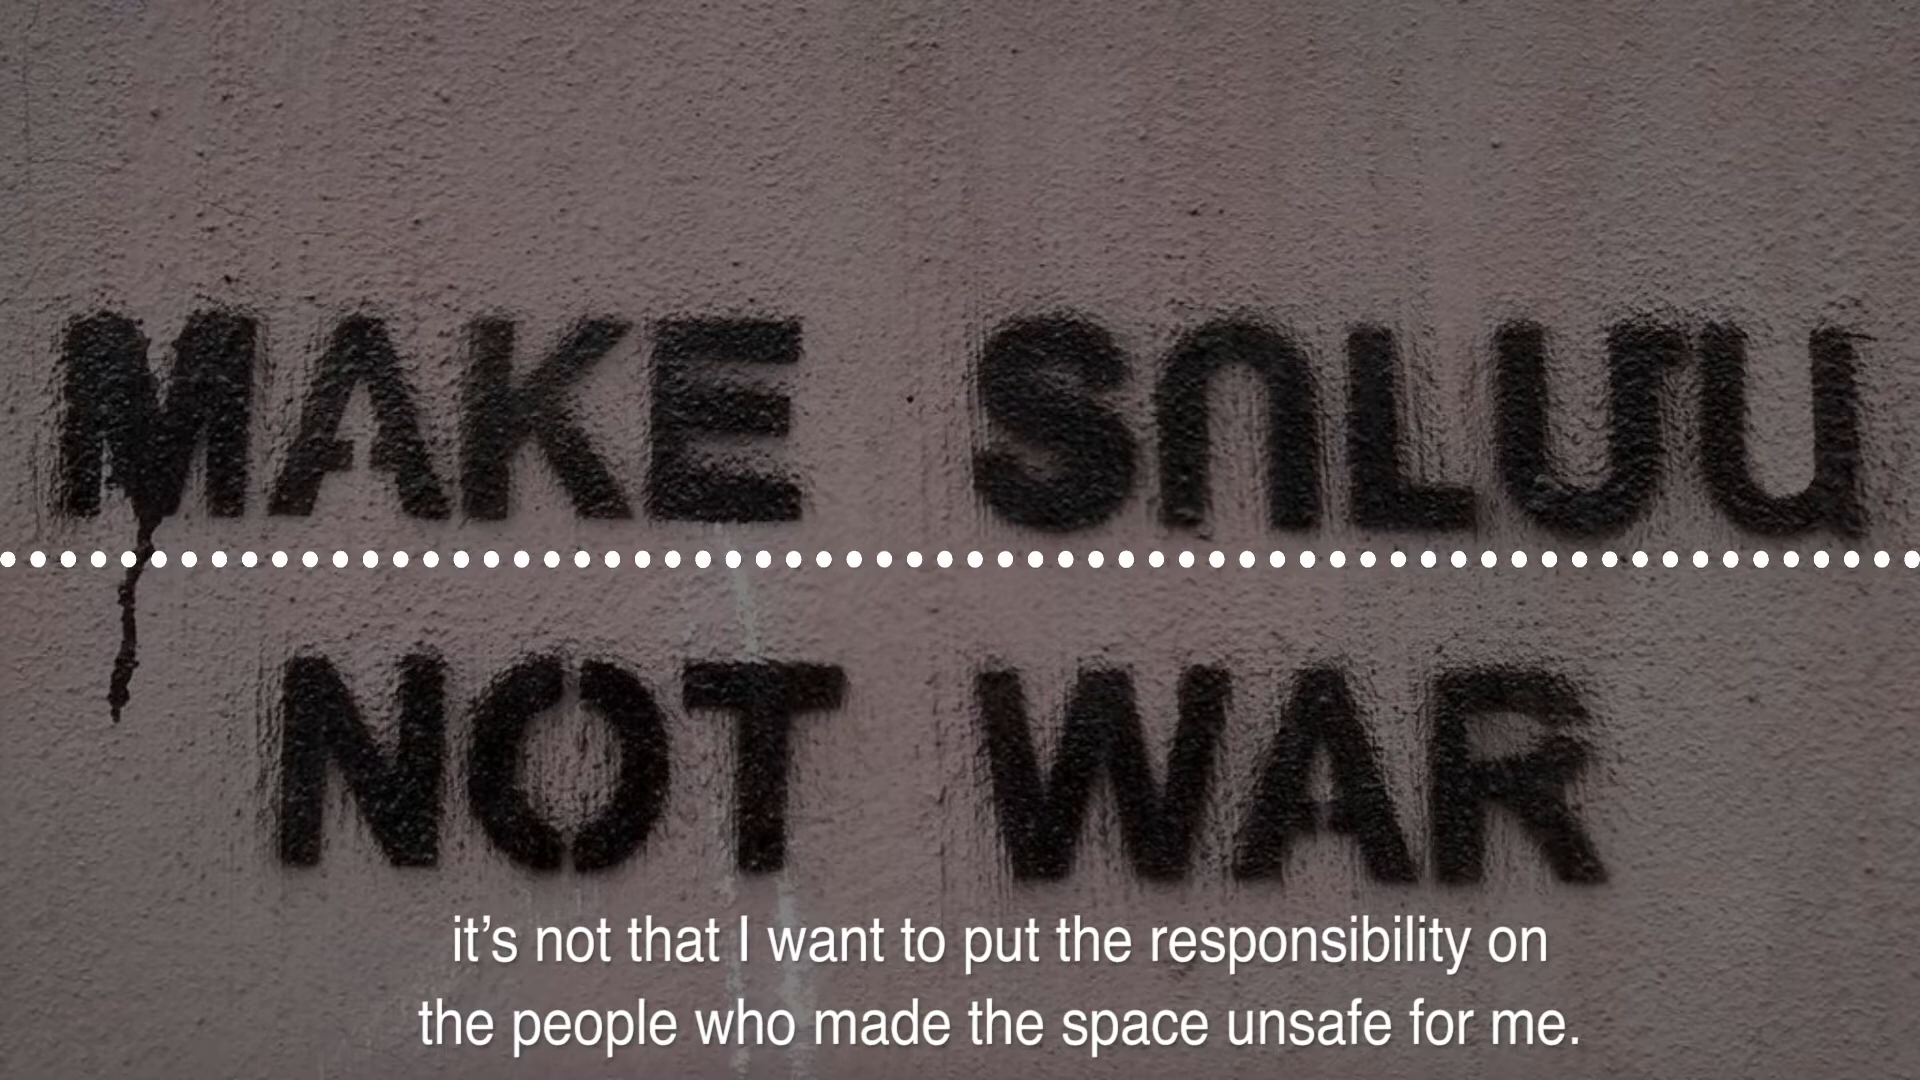 MAKE ՏՈԼՄԱ
NOT WAR
it’s not that I want to put the responsibility on
the people who made the space unsafe for me.